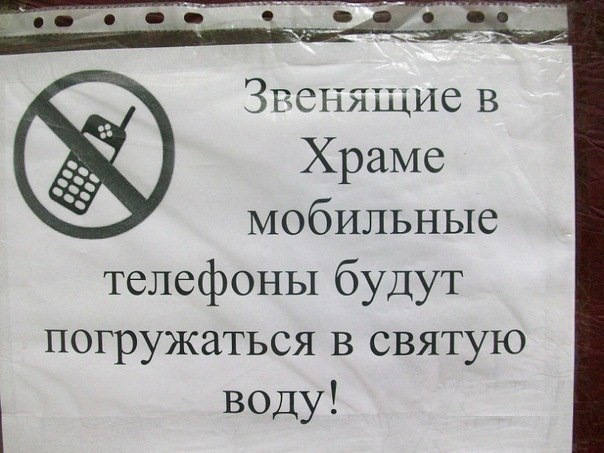 Звенящие в
Храме
мобильные
телефоны будут
погружаться в святую
воду!